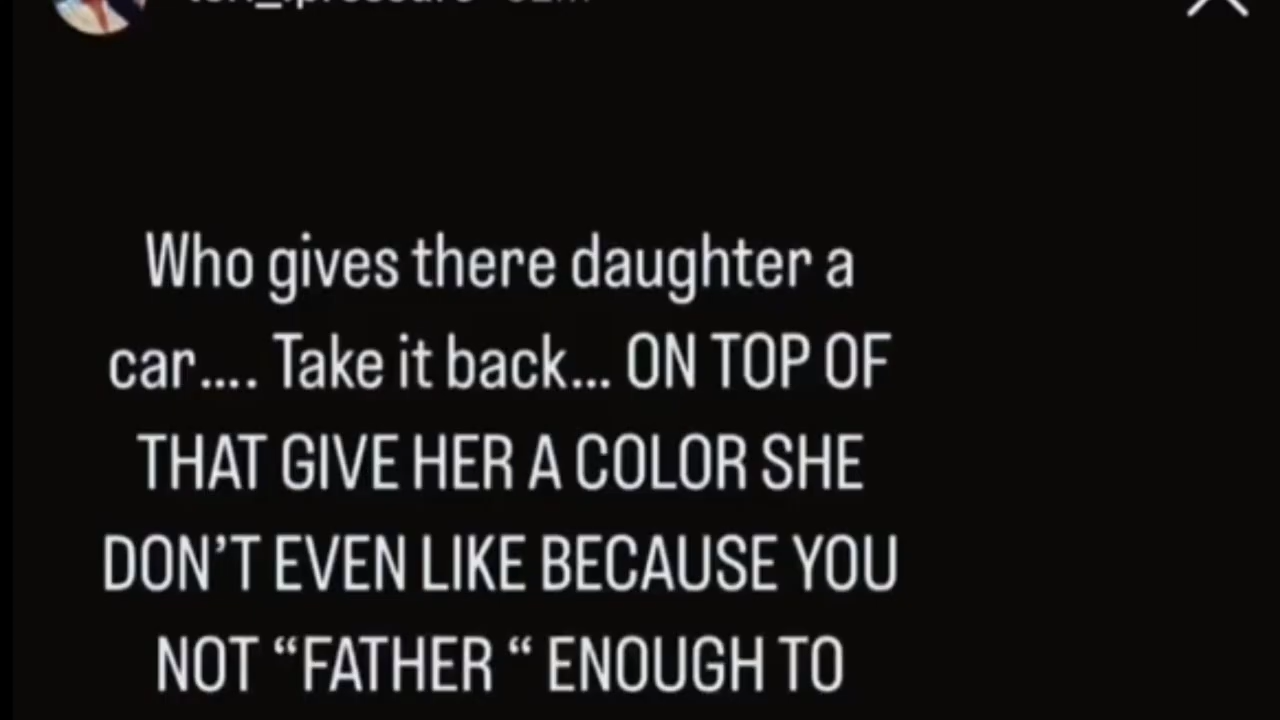 Who gives there daughter a
car.... Take it back... ON TOP OF
THAT GIVE HER A COLOR SHE
DON’T EVEN LIKE BECAUSE YOU
NOT “FATHER “ ENOUGH TO